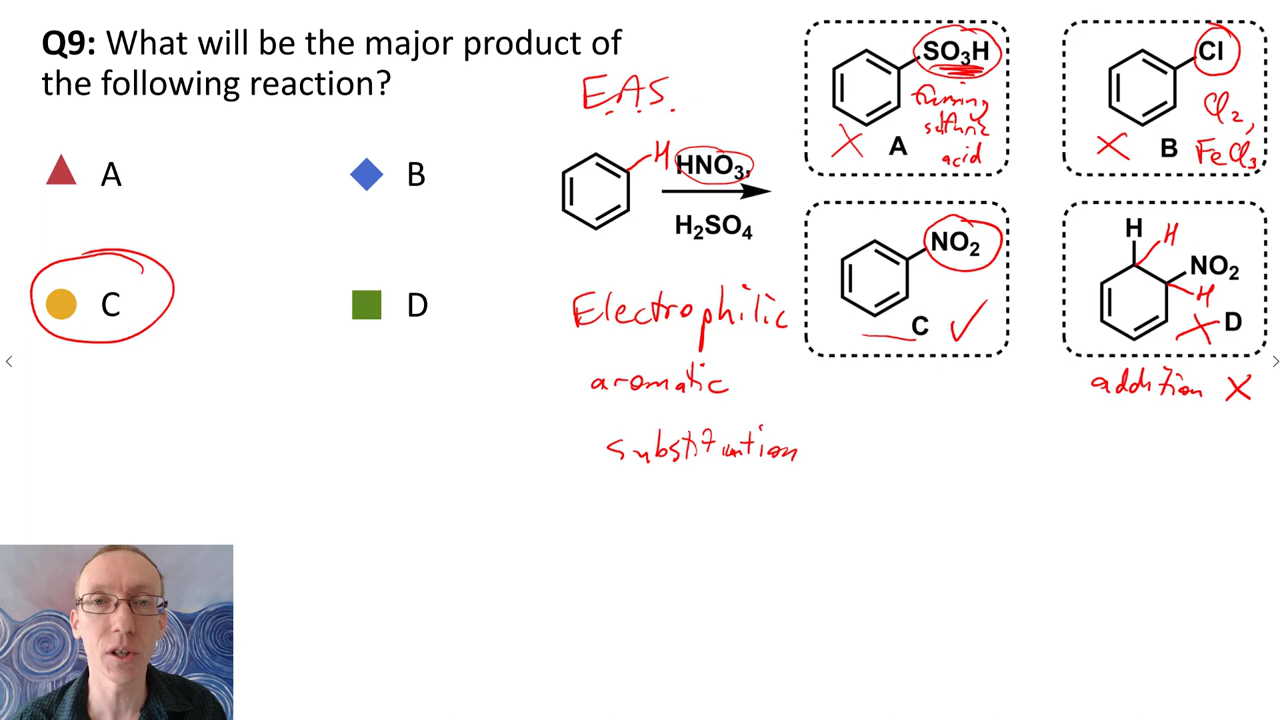 Q9: What will be the major product of
the following reaction?
A
B
C
D
E.A.S.
H
HNO₃,
H₂SO₄
Electrophilic
aromatic
substitution
SO₃H
fuming
sulfuric
acid
A
Cl
Cl₂,
FeCl₃
B
NO₂
C
H
H
NO₂
H
D
addition X